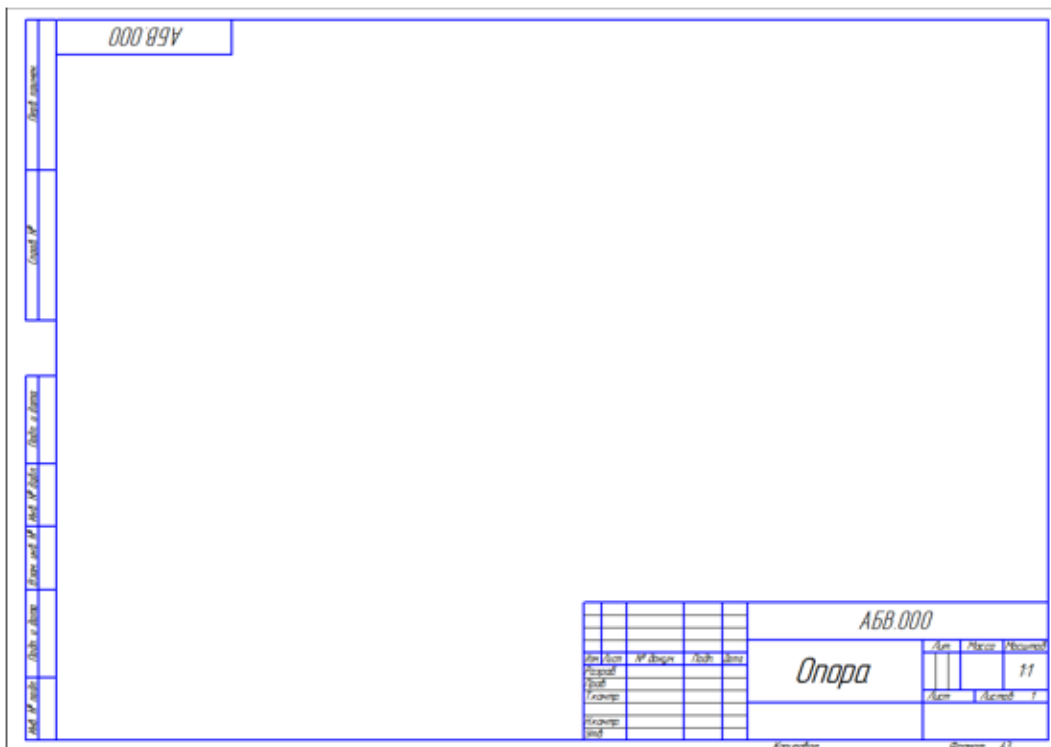 АБВ.000
Перв. примен.
Справ. №
Подп. и дата
Инв. № дубл.
Взам. инв. №
Подп. и дата
Инв. № подл.
АБВ.000
Изм. Лист № докум. Подп. Дата
Лит. Масса Масштаб
Разраб.
Пров.
Т.контр.
Опора
1:1
Лист Листов 1
Н.контр.
Утв.
Копировал Формат А3